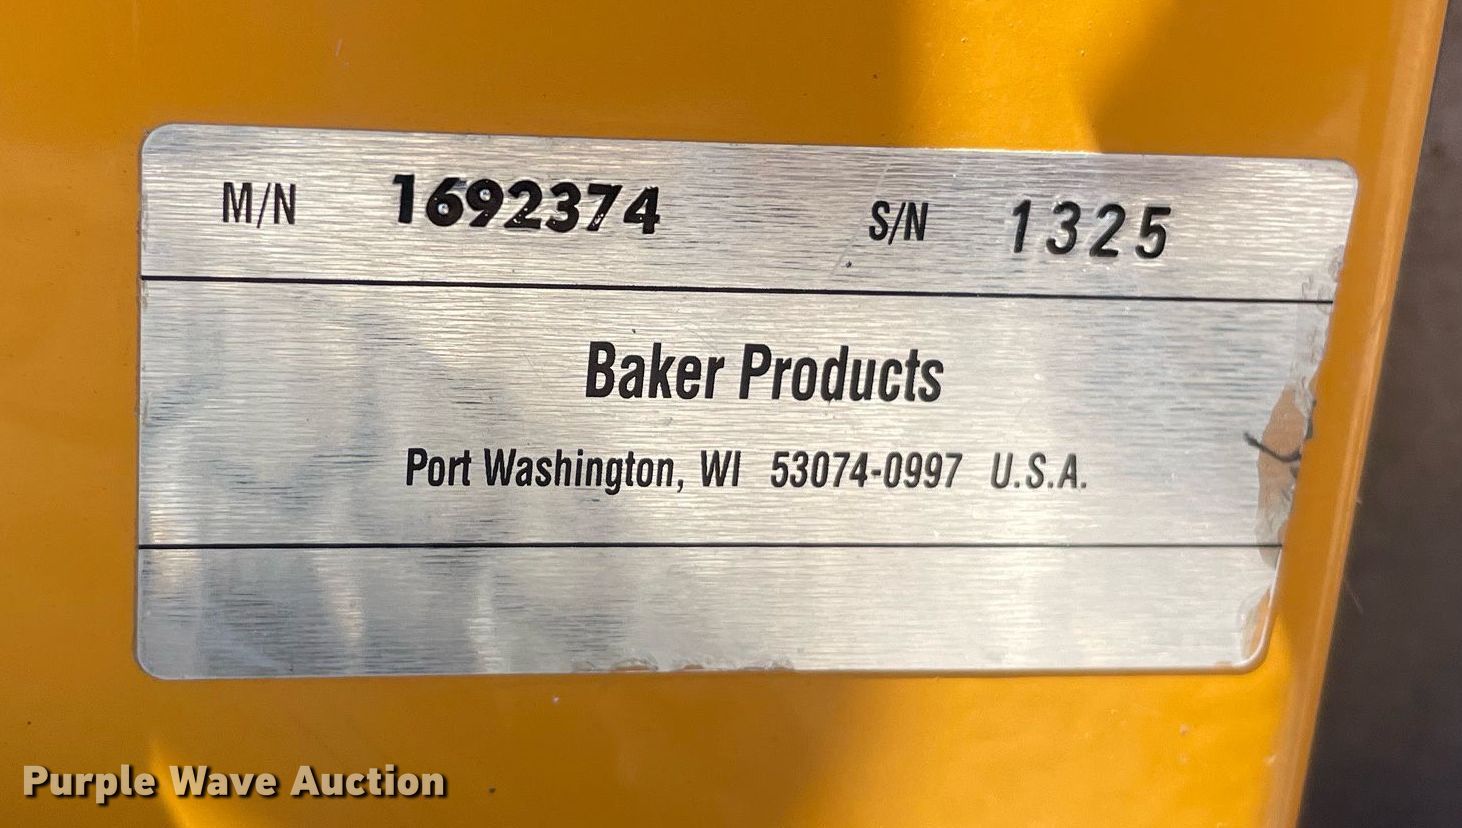 M/N 1692374 S/N 1325
Baker Products
Port Washington, WI 53074-0997 U.S.A.
Purple Wave Auction